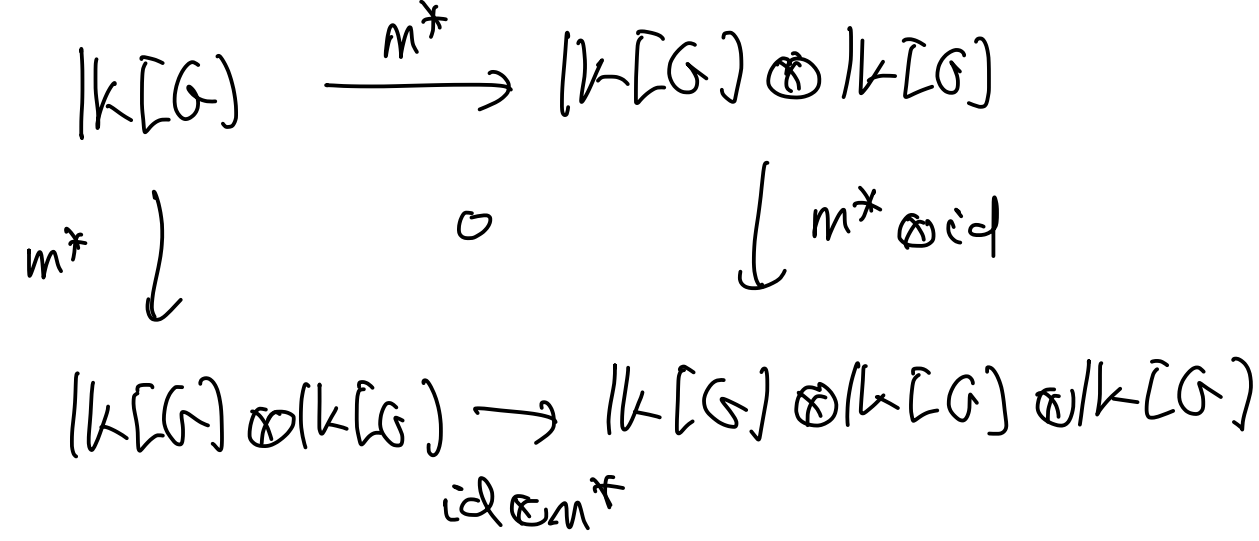 m*
𝕜[G] → 𝕜[G] ⊗ 𝕜[G]
m* ↓ ○ ↓ m* ⊗ id
𝕜[G] ⊗ 𝕜[G] → 𝕜[G] ⊗ 𝕜[G] ⊗ 𝕜[G]
id ⊗ m*